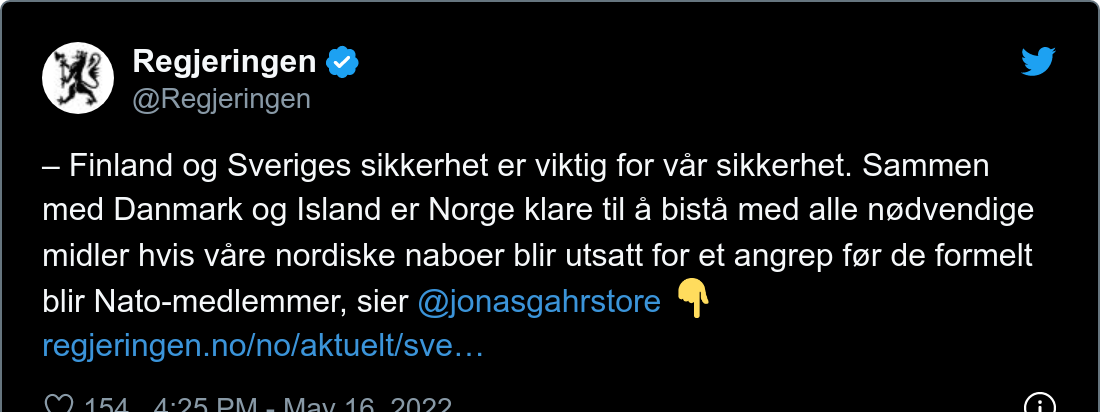 Regjeringen
@Regjeringen
– Finland og Sveriges sikkerhet er viktig for vår sikkerhet. Sammen
med Danmark og Island er Norge klare til å bistå med alle nødvendige
midler hvis våre nordiske naboer blir utsatt for et angrep før de formelt
blir Nato-medlemmer, sier @jonasgahrstore 👇
regjeringen.no/no/aktuelt/sve…
154 4:25 PM - May 16, 2022